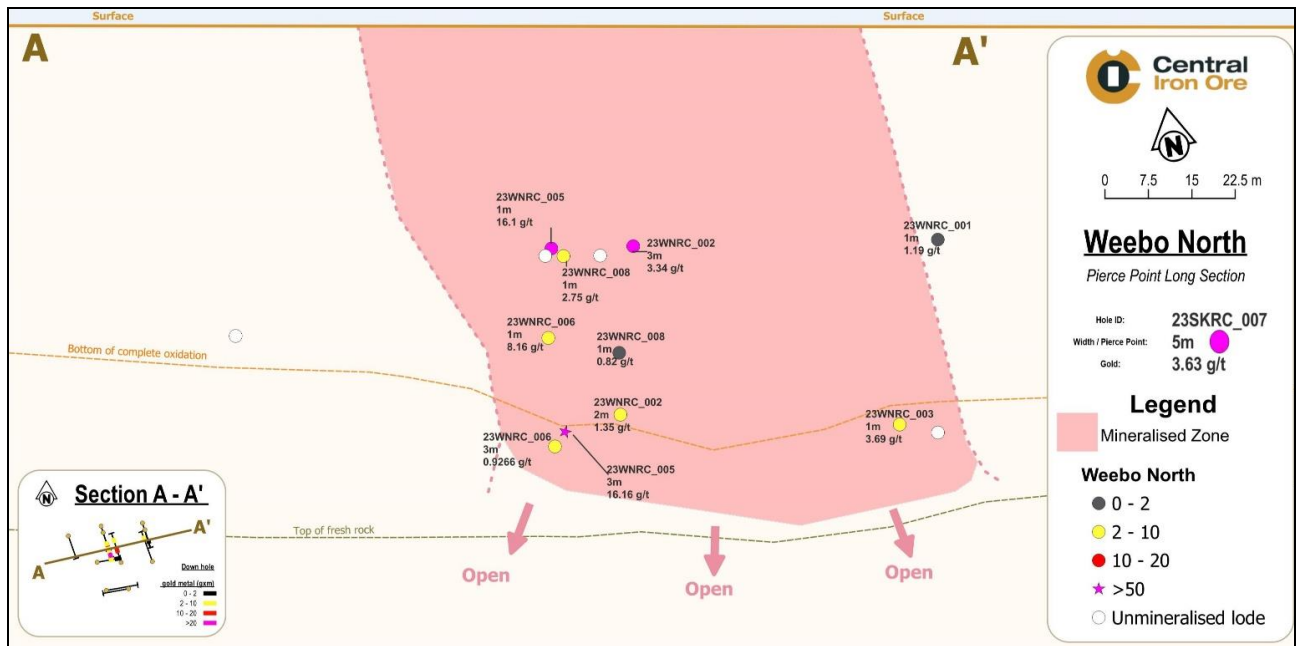 Surface
Surface
A
A'
Central
Iron Ore
N
0 7.5 15 22.5 m
Weebo North
Pierce Point Long Section
Hole ID: 23SKRC_007
Width / Pierce Point: 5m
Gold: 3.63 g/t
Legend
Mineralised Zone
Weebo North
0 - 2
2 - 10
10 - 20
>50
Unmineralised lode
23WNRC_005
1m
16.1 g/t
23WNRC_002
3m
3.34 g/t
23WNRC_001
1m
1.19 g/t
23WNRC_008
1m
2.75 g/t
23WNRC_006
1m
8.16 g/t
23WNRC_008
1m
0.82 g/t
Bottom of complete oxidation
23WNRC_002
2m
1.35 g/t
23WNRC_003
1m
3.69 g/t
23WNRC_006
3m
0.9266 g/t
23WNRC_005
3m
16.16 g/t
Top of fresh rock
Open
Open
Open
N
Section A - A'
A'
A
Down hole
gold metal (gxm)
0 - 2
2 - 10
10 - 20
>20